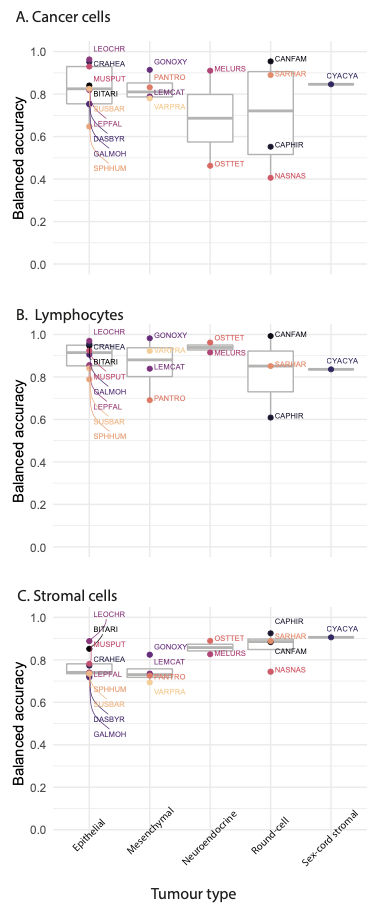 A. Cancer cells
Balanced accuracy
1.0
0.8
0.6
0.4
0.2
0.0
LEOCHR
CRAHEA
MUSPUT
BITARI
SUSBAR
LEPFAL
DASBYR
GALMOH
SPHHUM
GONOXY
PANTRO
LEMCAT
VARPRA
MELURS
OSTTET
CANFAM
SARHAR
CAPHIR
NASNAS
CYACYA
B. Lymphocytes
Balanced accuracy
1.0
0.8
0.6
0.4
0.2
0.0
LEOCHR
CRAHEA
BITARI
MUSPUT
GALMOH
LEPFAL
SUSBAR
SPHHUM
GONOXY
VARPRA
LEMCAT
PANTRO
OSTTET
MELURS
CANFAM
SARHAR
CAPHIR
CYACYA
C. Stromal cells
Balanced accuracy
1.0
0.8
0.6
0.4
0.2
0.0
LEOCHR
BITARI
MUSPUT
CRAHEA
LEPFAL
SPHHUM
SUSBAR
DASBYR
GALMOH
GONOXY
LEMCAT
PANTRO
VARPRA
OSTTET
MELURS
CAPHIR
SARHAR
CANFAM
NASNAS
CYACYA
Epithelial
Mesenchymal
Neuroendocrine
Round-cell
Sex-cord stromal
Tumour type